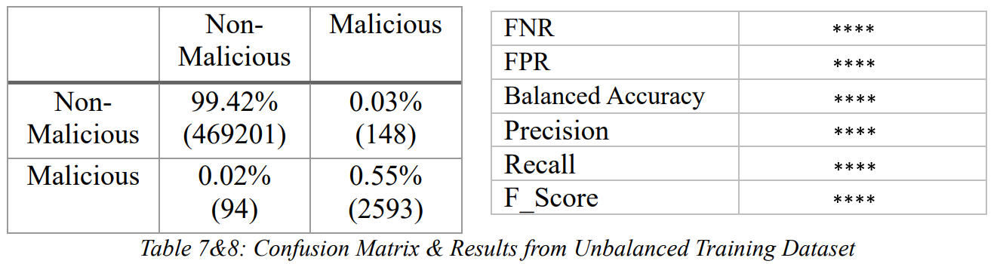 Non-
Malicious
Malicious
Non-
Malicious
99.42%
(469201)
0.03%
(148)
Malicious
0.02%
(94)
0.55%
(2593)
FNR ****
FPR ****
Balanced Accuracy ****
Precision ****
Recall ****
F_Score ****
Table 7&8: Confusion Matrix & Results from Unbalanced Training Dataset